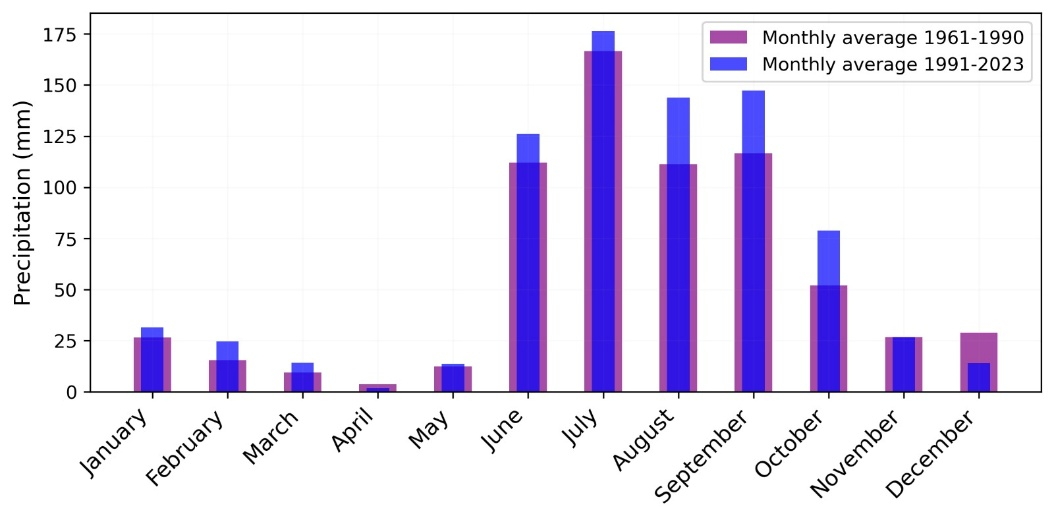 175
150
125
100
75
50
25
0
Precipitation (mm)
Monthly average 1961-1990
Monthly average 1991-2023
January
February
March
April
May
June
July
August
September
October
November
December